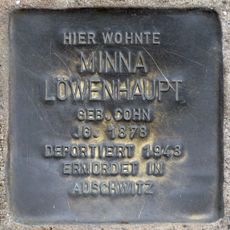 HIER WOHNTE
MINNA
LÖWENHAUPT
GEB. COHN
JG. 1878
DEPORTIERT 1943
ERMORDET IN
AUSCHWITZ